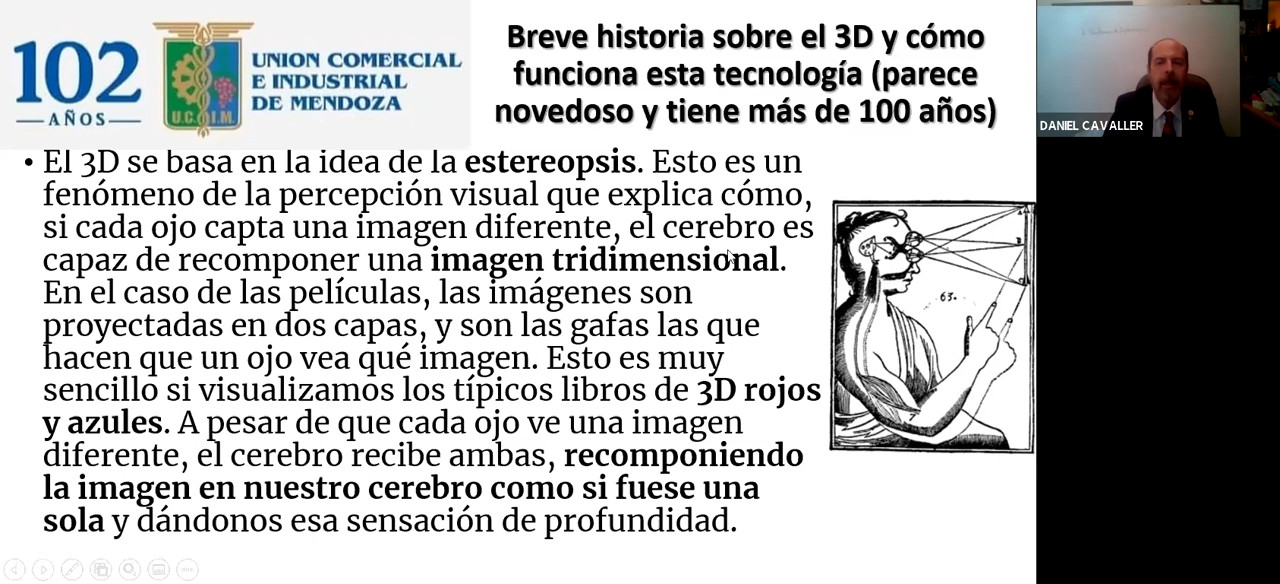 102
AÑOS
U.C. I.M.
UNION COMERCIAL
E INDUSTRIAL
DE MENDOZA
Breve historia sobre el 3D y cómo
funciona esta tecnología (parece
novedoso y tiene más de 100 años)
DANIEL CAVALLER
• El 3D se basa en la idea de la estereopsis. Esto es un
fenómeno de la percepción visual que explica cómo,
si cada ojo capta una imagen diferente, el cerebro es
capaz de recomponer una imagen tridimensional.
En el caso de las películas, las imágenes son
proyectadas en dos capas, y son las gafas las que
hacen que un ojo vea qué imagen. Esto es muy
sencillo si visualizamos los típicos libros de 3D rojos
y azules. A pesar de que cada ojo ve una imagen
diferente, el cerebro recibe ambas, recomponiendo
la imagen en nuestro cerebro como si fuese una
sola y dándonos esa sensación de profundidad.
63.